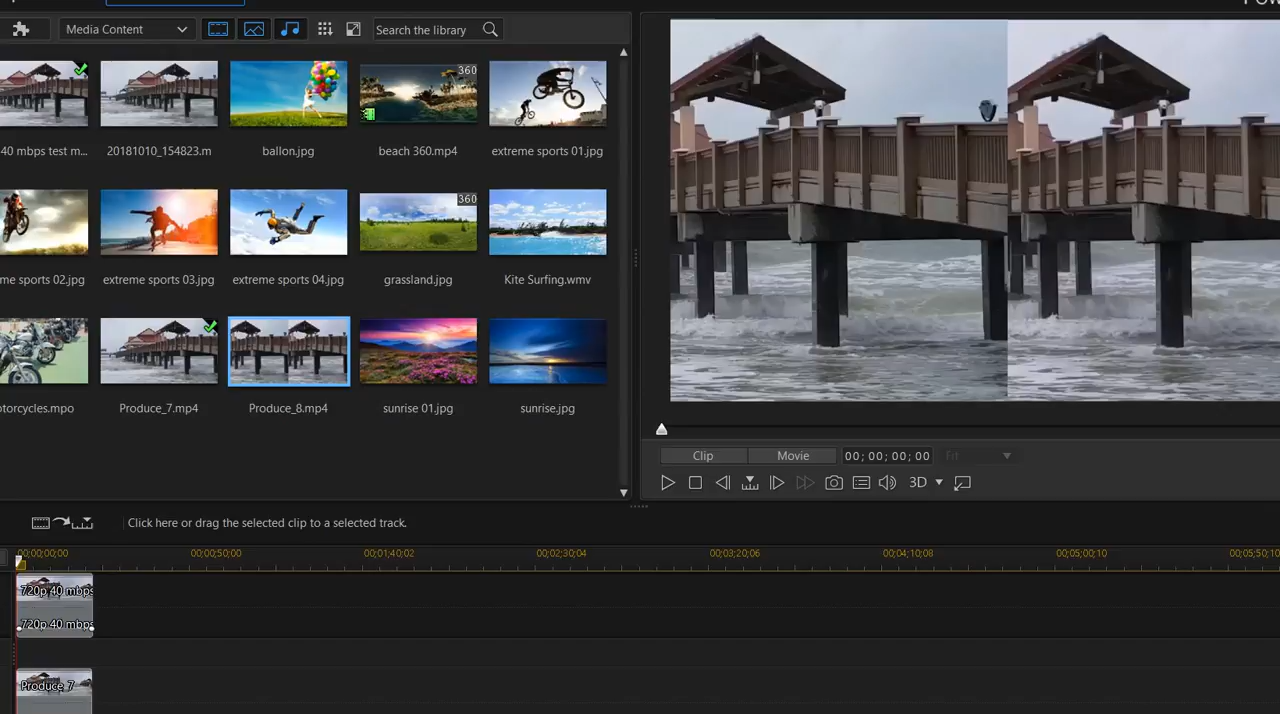 Media Content
Search the library
360
40 mbps test m...
20181010_154823.m
ballon.jpg
beach 360.mp4
extreme sports 01.jpg
360
me sports 02.jpg
extreme sports 03.jpg
extreme sports 04.jpg
grassland.jpg
Kite Surfing.wmv
otorcycles.mpo
Produce_7.mp4
Produce_8.mp4
sunrise 01.jpg
sunrise.jpg
Clip
Movie
00; 00; 00; 00
Fit
3D
Click here or drag the selected clip to a selected track.
00;00;00;00
00;00;50;00
00;01;40;02
00;02;30;04
00;03;20;06
00;04;10;08
00;05;00;10
00;05;50;10
720p 40 mbps
720p 40 mbps
Produce 7